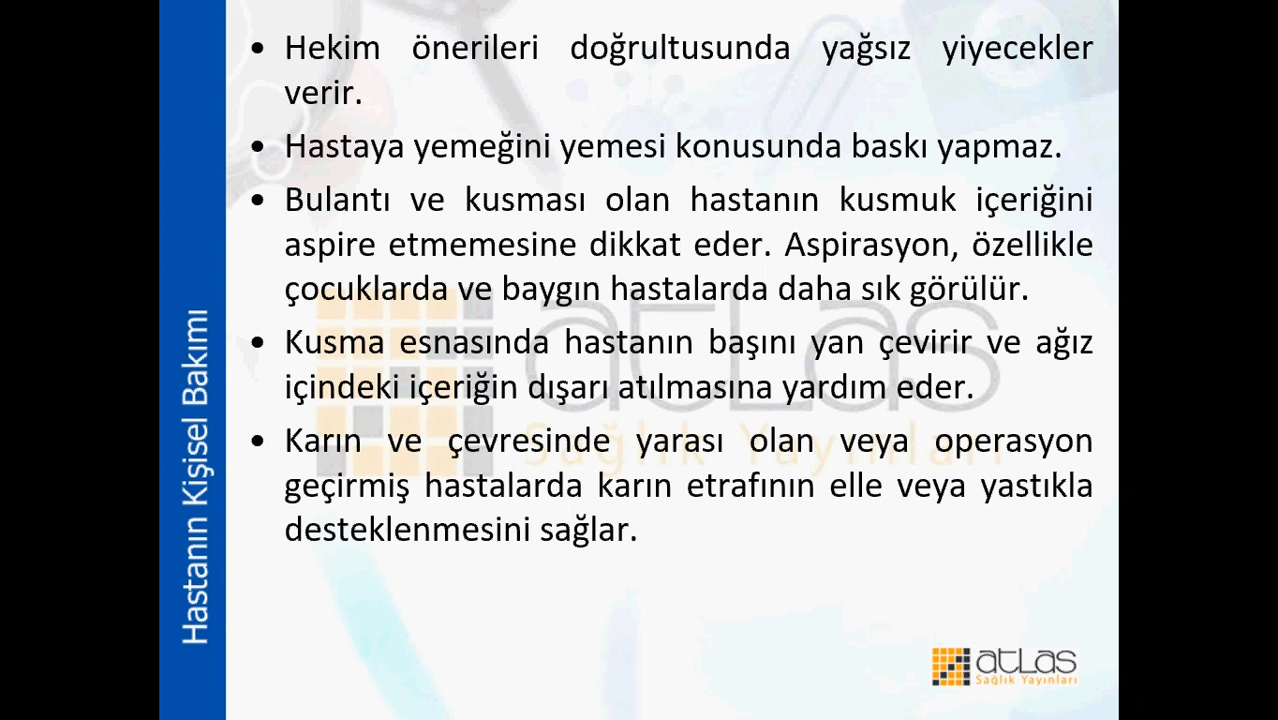 • Hekim önerileri doğrultusunda yağsız yiyecekler
verir.
• Hastaya yemeğini yemesi konusunda baskı yapmaz.
• Bulantı ve kusması olan hastanın kusmuk içeriğini
aspire etmemesine dikkat eder. Aspirasyon, özellikle
çocuklarda ve baygın hastalarda daha sık görülür.
• Kusma esnasında hastanın başını yan çevirir ve ağız
içindeki içeriğin dışarı atılmasına yardım eder.
• Karın ve çevresinde yarası olan veya operasyon
geçirmiş hastalarda karın etrafının elle veya yastıkla
desteklenmesini sağlar.
Hastanın Kişisel Bakımı
atLas
Sağlık Yayınları
atLas
Sağlık Yayınları